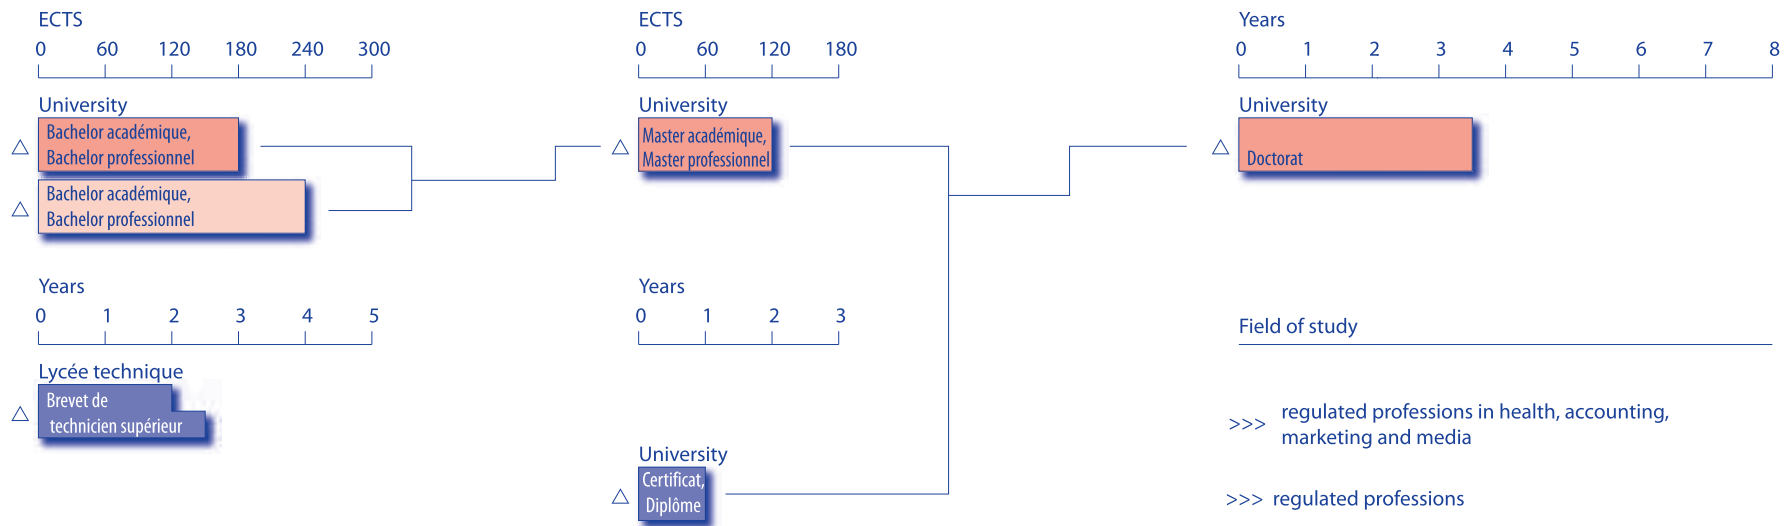 ECTS
0 60 120 180 240 300
University
Bachelor académique,
Bachelor professionnel
Bachelor académique,
Bachelor professionnel
Years
0 1 2 3 4 5
Lycée technique
Brevet de
technicien supérieur
ECTS
0 60 120 180
University
Master académique,
Master professionnel
Years
0 1 2 3
University
Certificat,
Diplôme
Years
0 1 2 3 4 5 6 7 8
University
Doctorat
Field of study
>>> regulated professions in health, accounting,
marketing and media
>>> regulated professions